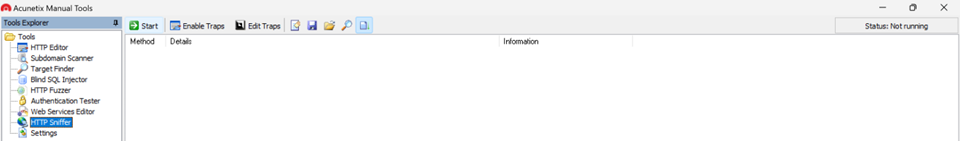 Acunetix Manual Tools
Tools Explorer
Start Enable Traps Edit Traps Status: Not running
Tools
HTTP Editor
Subdomain Scanner
Target Finder
Blind SQL Injector
HTTP Fuzzer
Authentication Tester
Web Services Editor
HTTP Sniffer
Settings
Method Details Information